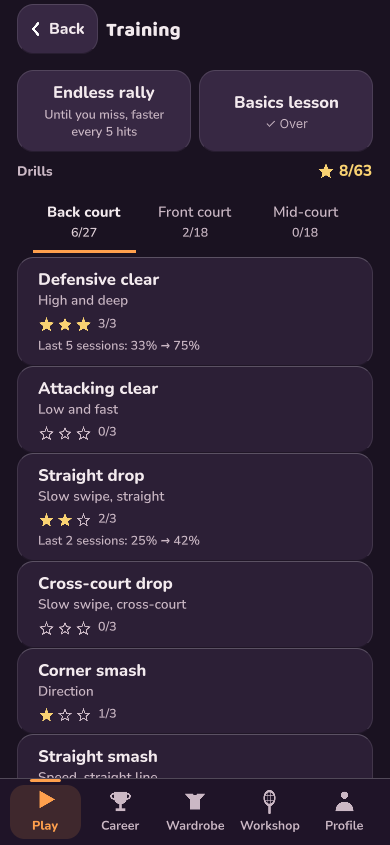 Back
Training
Endless rally
Until you miss, faster
every 5 hits
Basics lesson
✓ Over
Drills
★ 8/63
Back court
6/27
Front court
2/18
Mid-court
0/18
Defensive clear
High and deep
★ ★ ★ 3/3
Last 5 sessions: 33% → 75%
Attacking clear
Low and fast
☆ ☆ ☆ 0/3
Straight drop
Slow swipe, straight
★ ★ ☆ 2/3
Last 2 sessions: 25% → 42%
Cross-court drop
Slow swipe, cross-court
☆ ☆ ☆ 0/3
Corner smash
Direction
★ ☆ ☆ 1/3
Straight smash
Speed, straight line
Play
Career
Wardrobe
Workshop
Profile